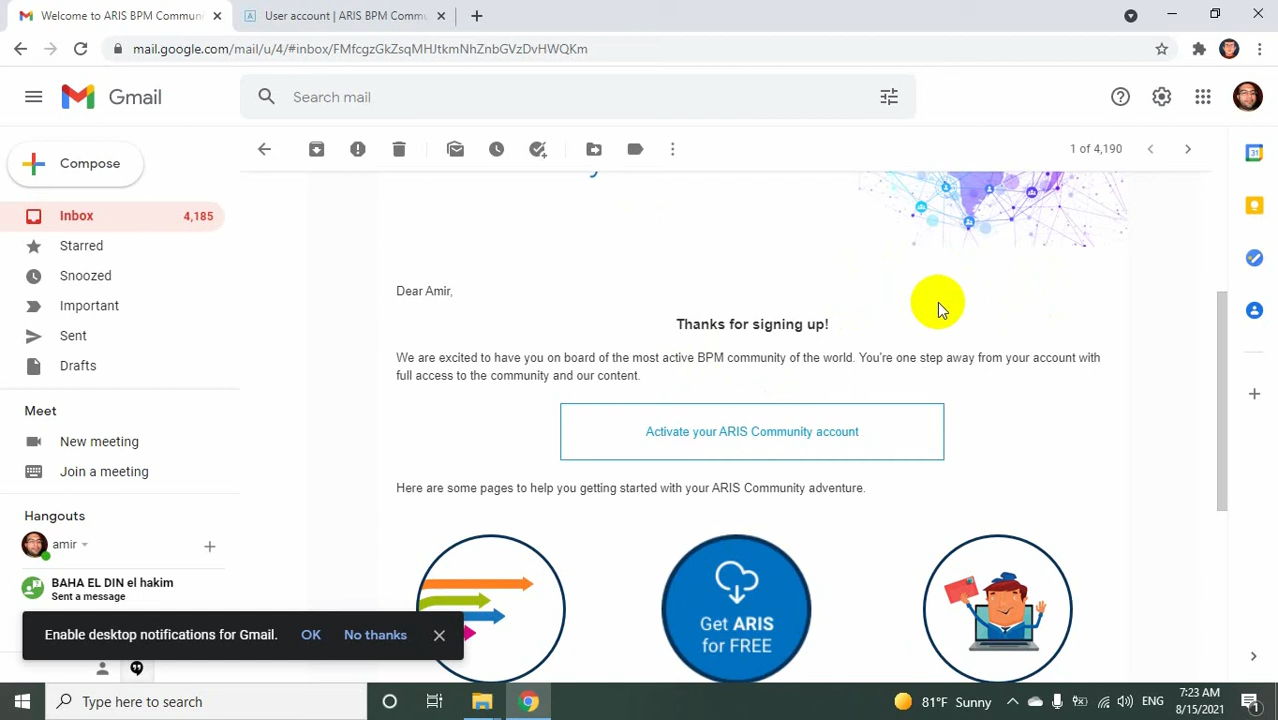 Welcome to ARIS BPM Commun
User account | ARIS BPM Commu
mail.google.com/mail/u/4/#inbox/FMfcgzGkZsqMHJtkmNhZnbGVzDvHWQKm
Gmail
Search mail
Compose
1 of 4,190
Inbox 4,185
Starred
Snoozed
Important
Sent
Drafts
Meet
New meeting
Join a meeting
Hangouts
amir
BAHA EL DIN el hakim
Sent a message
Dear Amir,
Thanks for signing up!
We are excited to have you on board of the most active BPM community of the world. You're one step away from your account with
full access to the community and our content.
Activate your ARIS Community account
Here are some pages to help you getting started with your ARIS Community adventure.
Get ARIS
for FREE
Enable desktop notifications for Gmail. OK No thanks
Type here to search
81°F Sunny
ENG
7:23 AM
8/15/2021